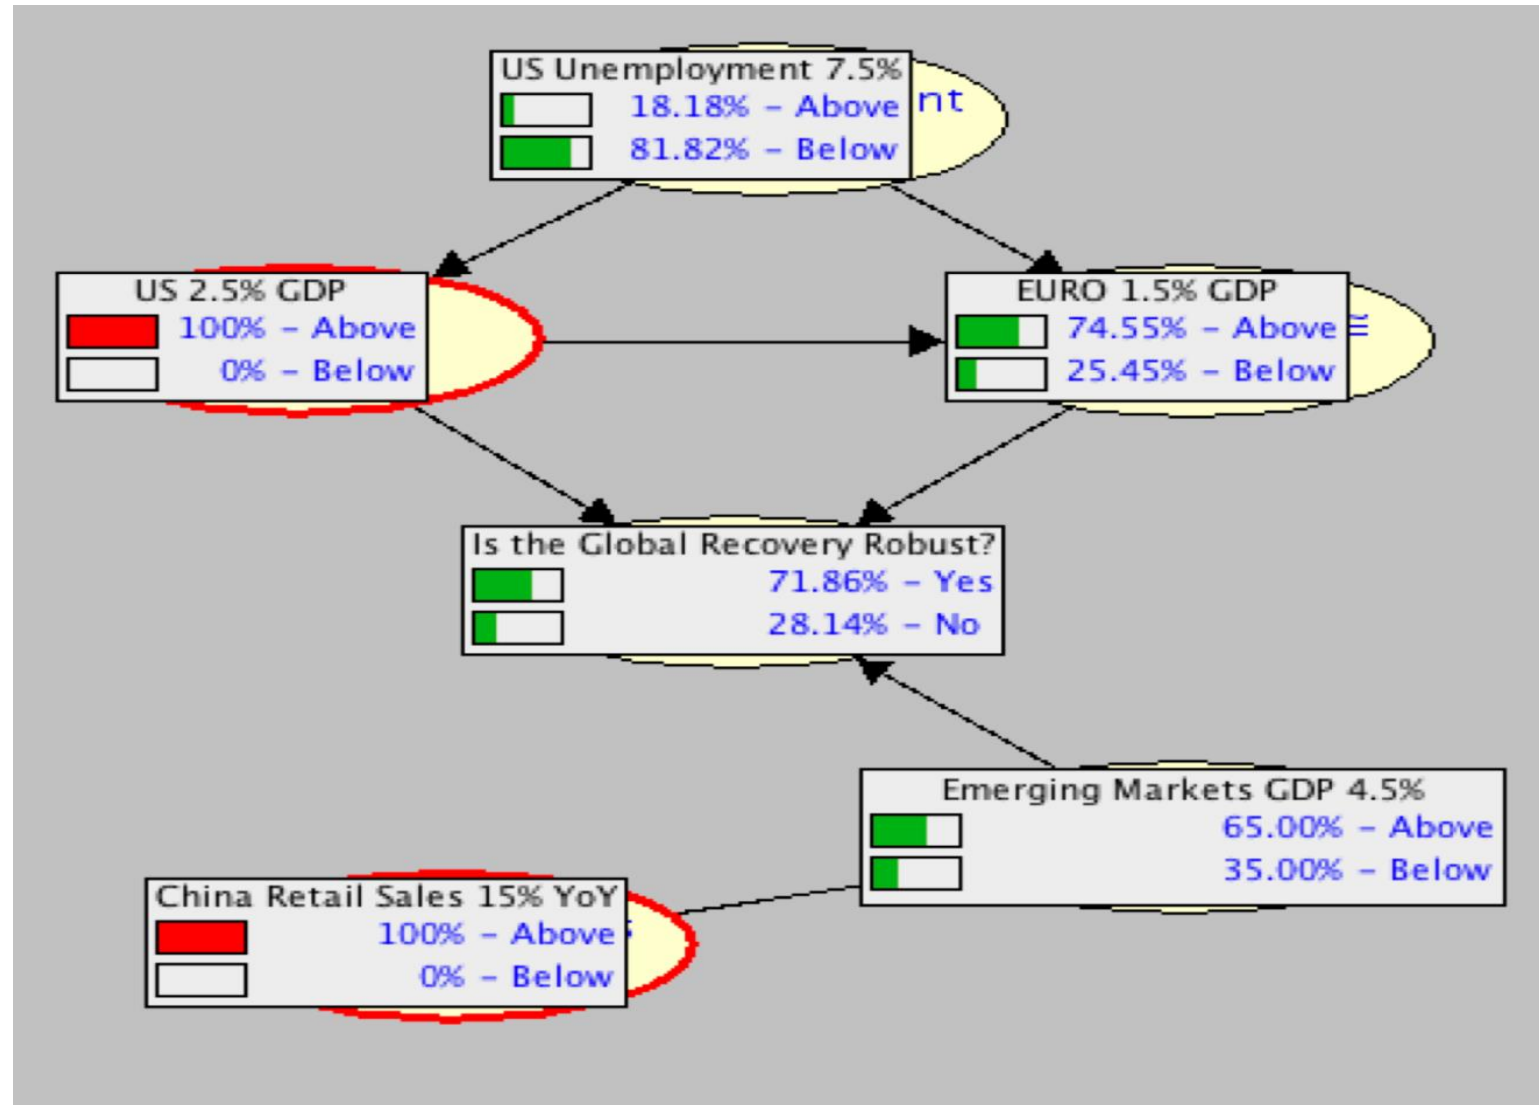 US Unemployment 7.5%
18.18% – Above
81.82% – Below
nt
US 2.5% GDP
100% – Above
0% – Below
EURO 1.5% GDP
74.55% – Above
25.45% – Below
Is the Global Recovery Robust?
71.86% – Yes
28.14% – No
Emerging Markets GDP 4.5%
65.00% – Above
35.00% – Below
China Retail Sales 15% YoY
100% – Above
0% – Below